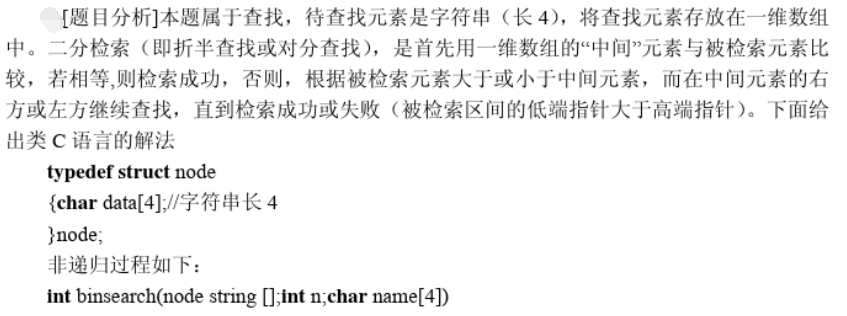 [题目分析]本题属于查找，待查找元素是字符串（长 4），将查找元素存放在一维数组
中。二分检索（即折半查找或对分查找），是首先用一维数组的“中间”元素与被检索元素比
较，若相等,则检索成功，否则，根据被检索元素大于或小于中间元素，而在中间元素的右
方或左方继续查找，直到检索成功或失败（被检索区间的低端指针大于高端指针）。下面给
出类 C 语言的解法
typedef struct node
{char data[4];//字符串长 4
}node;
非递归过程如下：
int binsearch(node string [];int n;char name[4])